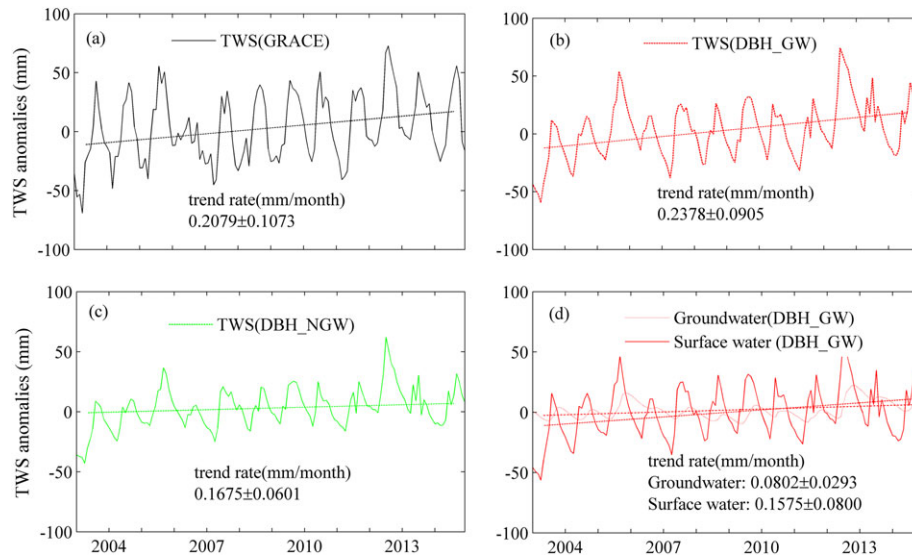 100
50
0
-50
-100
TWS anomalies (mm)
(a)
TWS(GRACE)
trend rate(mm/month)
0.2079±0.1073
100
50
0
-50
-100
(b)
TWS(DBH_GW)
trend rate(mm/month)
0.2378±0.0905
100
50
0
-50
-100
TWS anomalies (mm)
(c)
TWS(DBH_NGW)
trend rate(mm/month)
0.1675±0.0601
2004 2007 2010 2013
100
50
0
-50
-100
(d)
Groundwater(DBH_GW)
Surface water (DBH_GW)
trend rate(mm/month)
Groundwater: 0.0802±0.0293
Surface water: 0.1575±0.0800
2004 2007 2010 2013